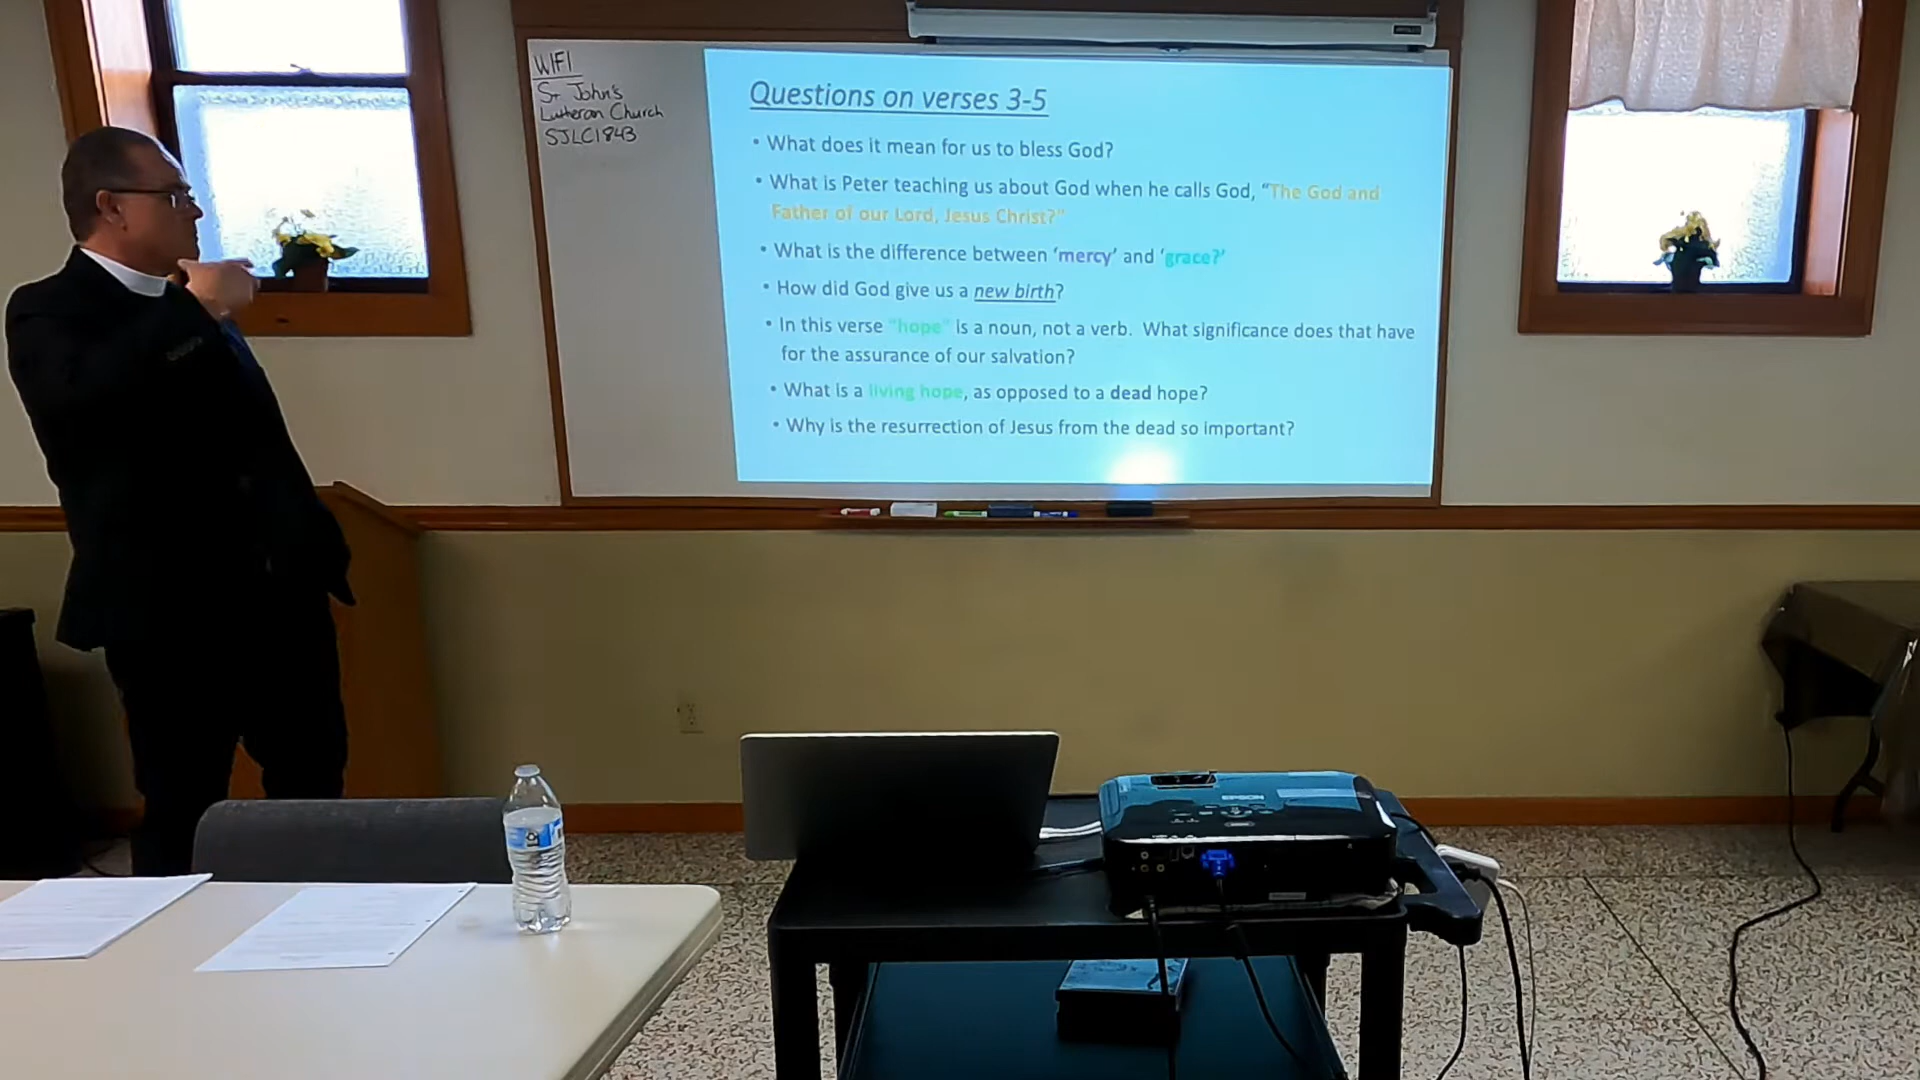 WIFI
St. John's
Lutheran Church
SJLC1843
Questions on verses 3-5
• What does it mean for us to bless God?
• What is Peter teaching us about God when he calls God, “The God and
Father of our Lord, Jesus Christ?”
• What is the difference between ‘mercy’ and ‘grace?’
• How did God give us a new birth?
• In this verse “hope” is a noun, not a verb. What significance does that have
for the assurance of our salvation?
• What is a living hope, as opposed to a dead hope?
• Why is the resurrection of Jesus from the dead so important?
EPSON